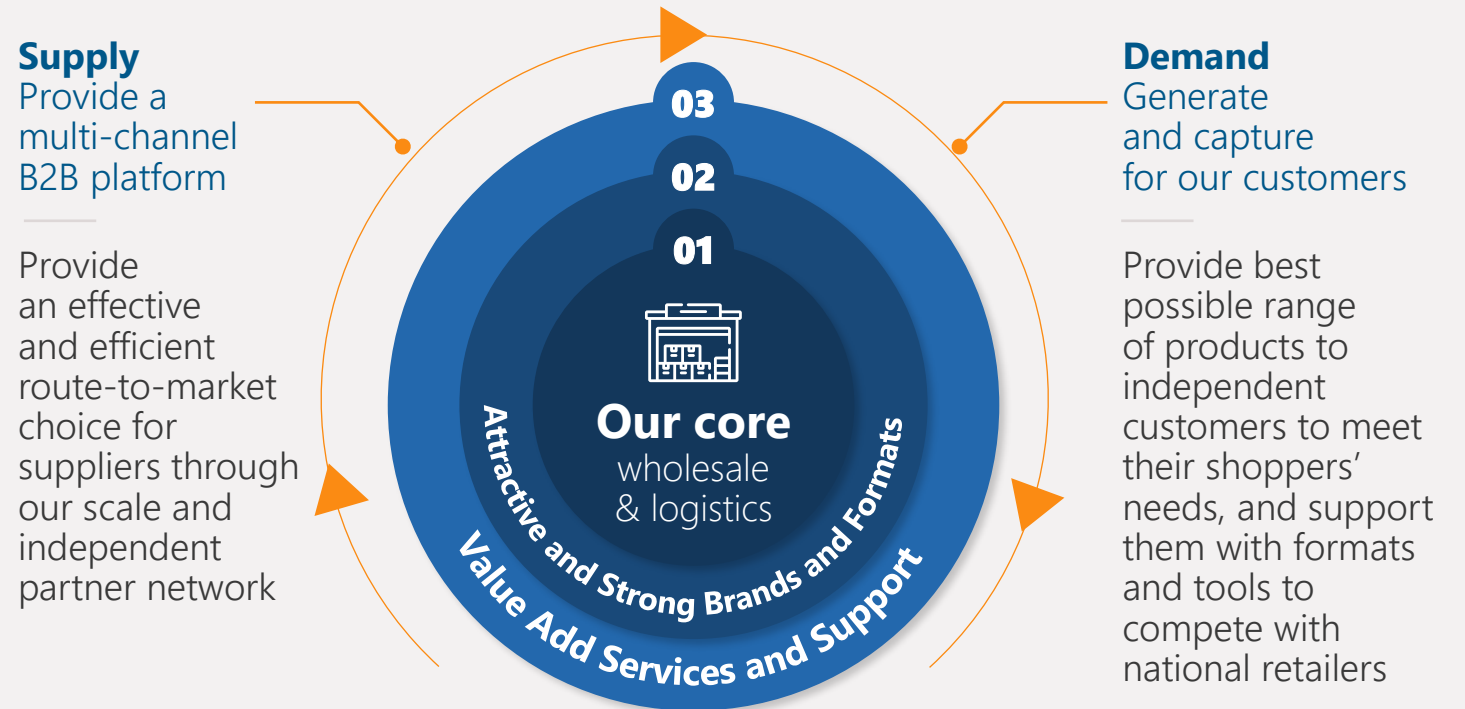 Supply
Provide a
multi-channel
B2B platform
Provide
an effective
and efficient
route-to-market
choice for
suppliers through
our scale and
independent
partner network
03
02
01
Our core
wholesale
& logistics
Attractive and Strong Brands and Formats
Value Add Services and Support
Demand
Generate
and capture
for our customers
Provide best
possible range
of products to
independent
customers to meet
their shoppers’
needs, and support
them with formats
and tools to
compete with
national retailers